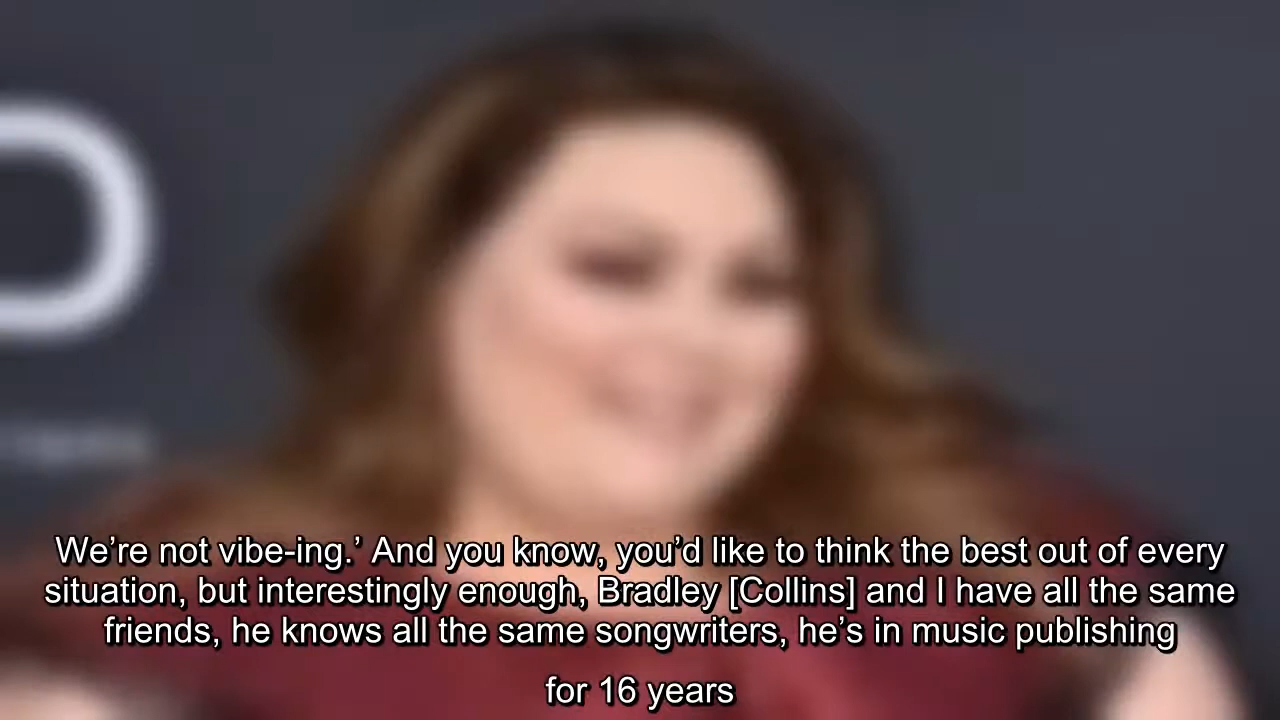 We’re not vibe-ing.’ And you know, you’d like to think the best out of every
situation, but interestingly enough, Bradley [Collins] and I have all the same
friends, he knows all the same songwriters, he’s in music publishing
for 16 years